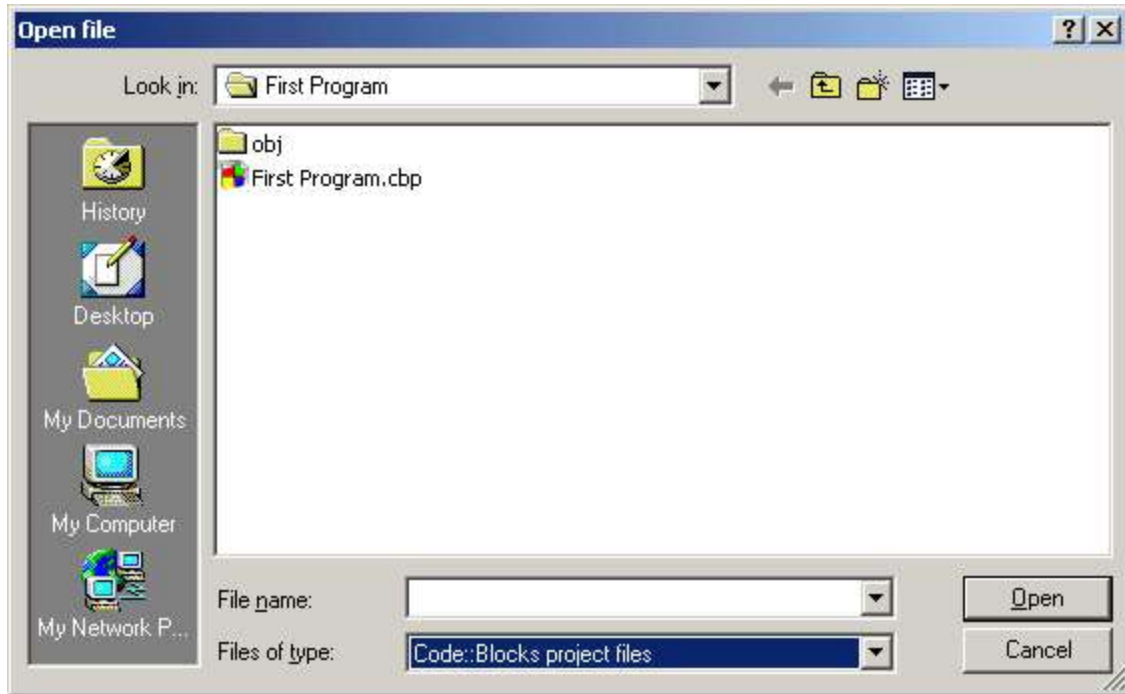 Open file
Look in: First Program
obj
First Program.cbp
History
Desktop
My Documents
My Computer
My Network P...
File name:
Open
Files of type: Code::Blocks project files
Cancel